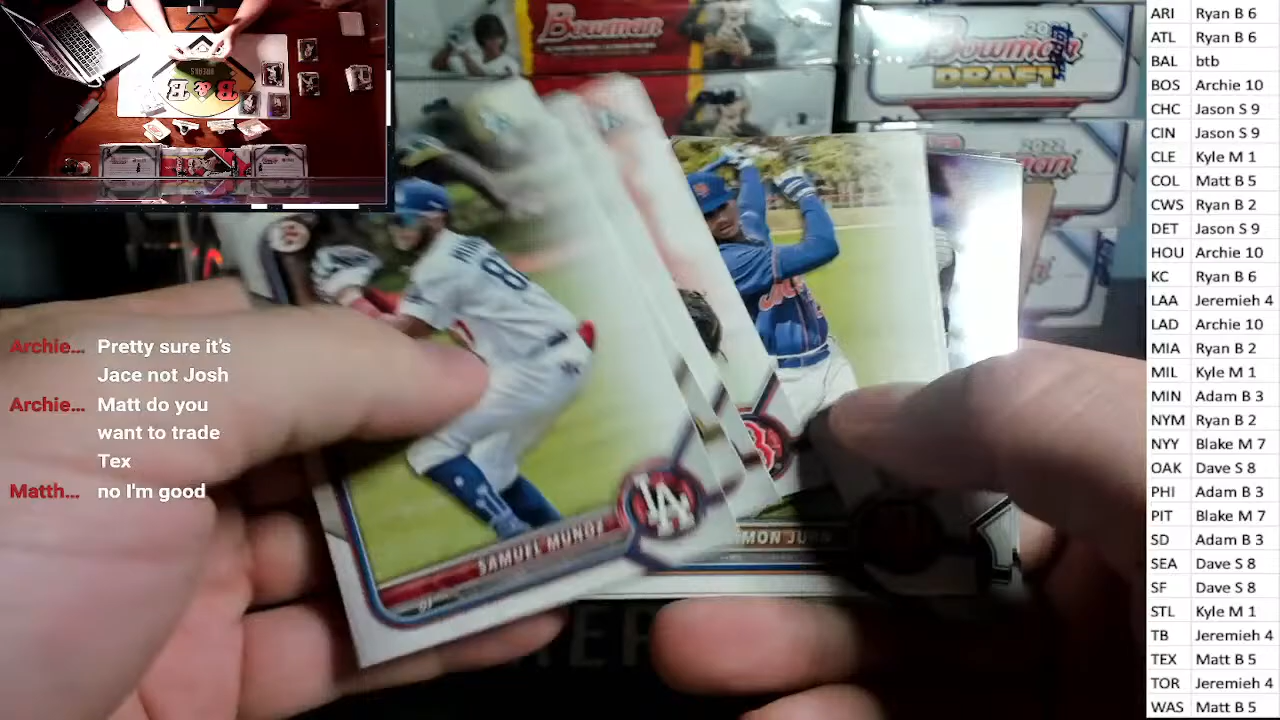 Bowman
2022
Bowman
DRAFT
2022
B&E
BREAKS
80
LA
SAMUEL MUNOZ
B
Archie... Pretty sure it's
Jace not Josh
Archie... Matt do you
want to trade
Tex
Matth... no I'm good
ARI Ryan B 6
ATL Ryan B 6
BAL btb
BOS Archie 10
CHC Jason S 9
CIN Jason S 9
CLE Kyle M 1
COL Matt B 5
CWS Ryan B 2
DET Jason S 9
HOU Archie 10
KC Ryan B 6
LAA Jeremieh 4
LAD Archie 10
MIA Ryan B 2
MIL Kyle M 1
MIN Adam B 3
NYM Ryan B 2
NYY Blake M 7
OAK Dave S 8
PHI Adam B 3
PIT Blake M 7
SD Adam B 3
SEA Dave S 8
SF Dave S 8
STL Kyle M 1
TB Jeremieh 4
TEX Matt B 5
TOR Jeremieh 4
WAS Matt B 5